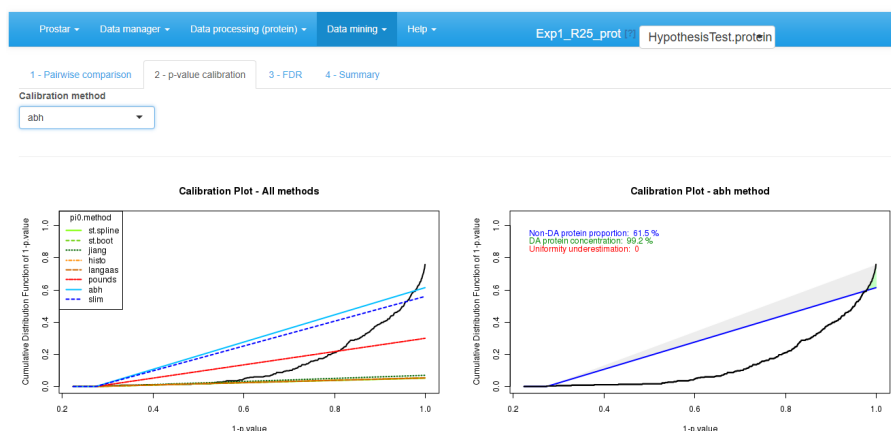 Prostar Data manager Data processing (protein) Data mining Help Exp1_R25_prot [?] HypothesisTest.protein
1 - Pairwise comparison 2 - p-value calibration 3 - FDR 4 - Summary
Calibration method
abh
Calibration Plot - All methods
Cumulative Distribution Function of 1-p.value
1.0
0.8
0.6
0.4
0.2
0.0
pi0.method
st.spline
st.boot
jiang
histo
langaas
pounds
abh
slim
0.2 0.4 0.6 0.8 1.0
1-p.value
Calibration Plot - abh method
Cumulative Distribution Function of 1-p.value
1.0
0.8
0.6
0.4
0.2
0.0
Non-DA protein proportion: 61.5 %
DA protein concentration: 99.2 %
Uniformity underestimation: 0
0.2 0.4 0.6 0.8 1.0
1-p.value